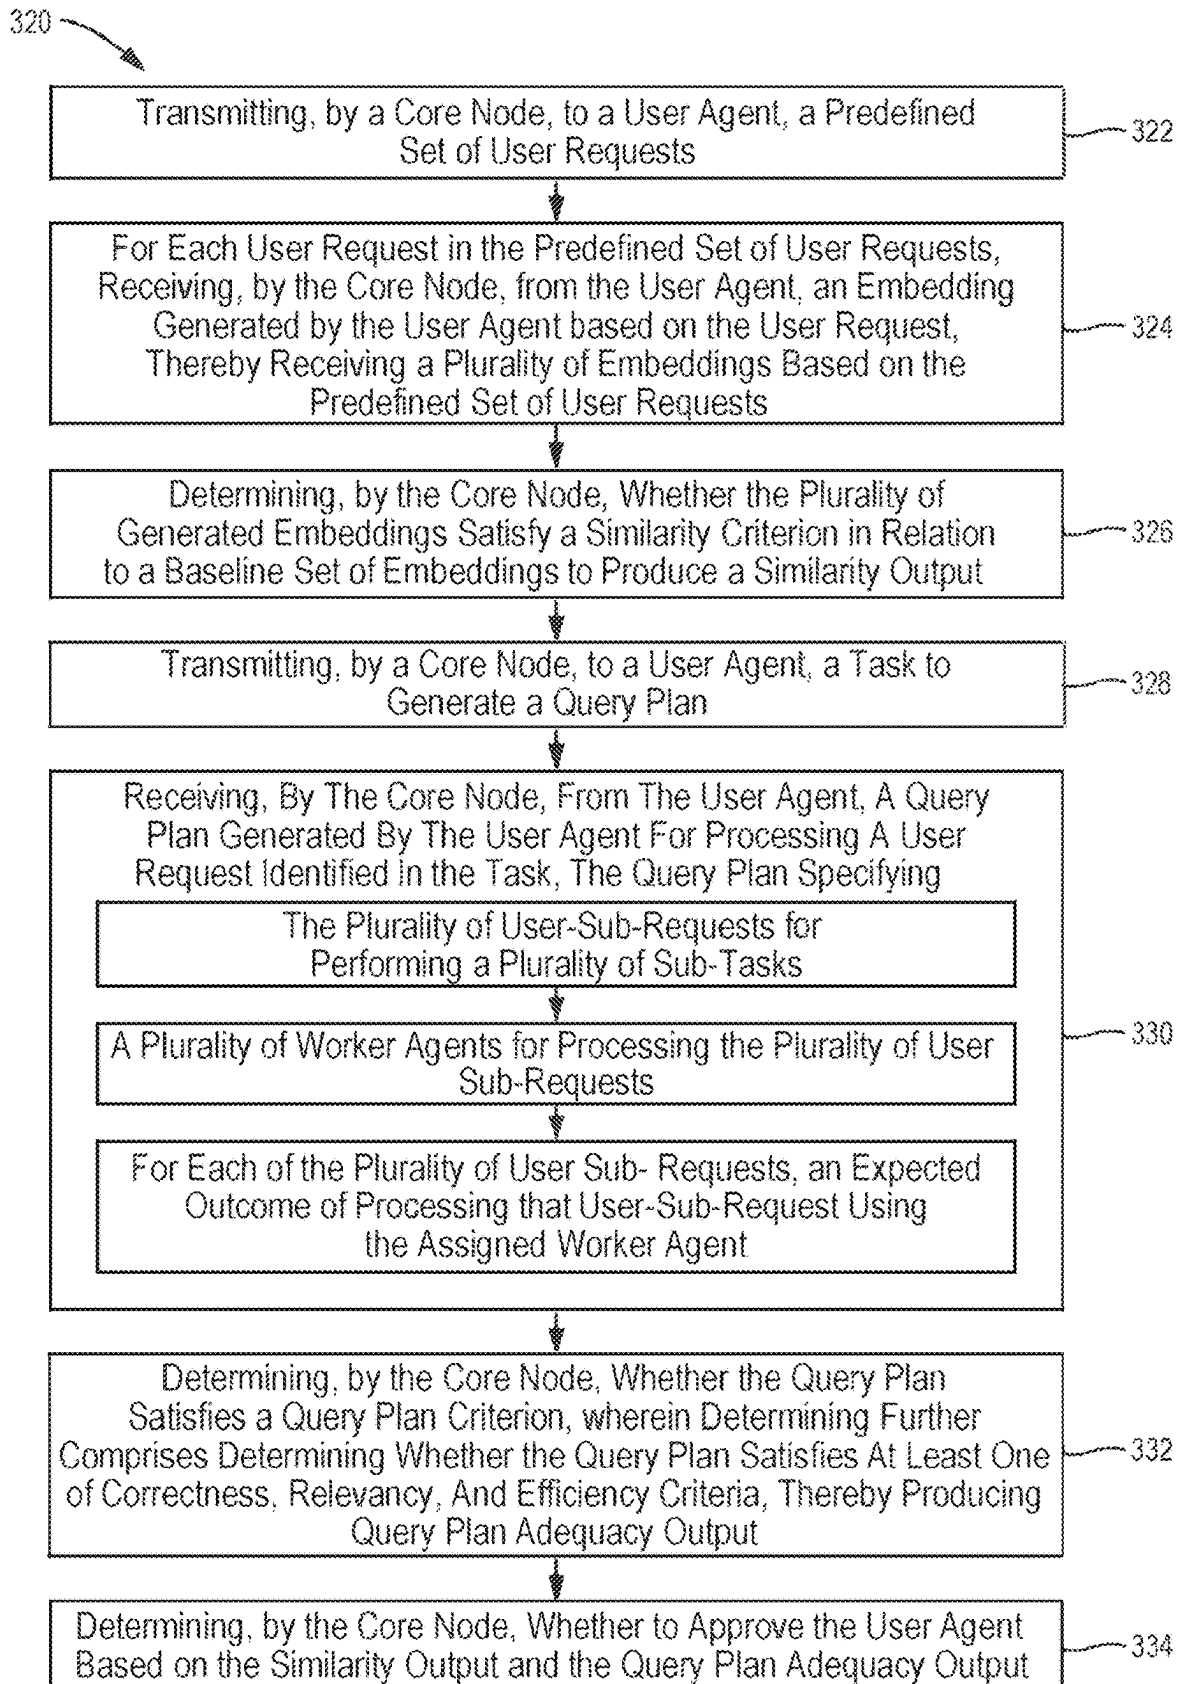 320
Transmitting, by a Core Node, to a User Agent, a Predefined
Set of User Requests
322
For Each User Request in the Predefined Set of User Requests,
Receiving, by the Core Node, from the User Agent, an Embedding
Generated by the User Agent based on the User Request,
Thereby Receiving a Plurality of Embeddings Based on the
Predefined Set of User Requests
324
Determining, by the Core Node, Whether the Plurality of
Generated Embeddings Satisfy a Similarity Criterion in Relation
to a Baseline Set of Embeddings to Produce a Similarity Output
326
Transmitting, by a Core Node, to a User Agent, a Task to
Generate a Query Plan
328
Receiving, By The Core Node, From The User Agent, A Query
Plan Generated By The User Agent For Processing A User
Request Identified in the Task, The Query Plan Specifying
The Plurality of User-Sub-Requests for
Performing a Plurality of Sub-Tasks
A Plurality of Worker Agents for Processing the Plurality of User
Sub-Requests
330
For Each of the Plurality of User Sub- Requests, an Expected
Outcome of Processing that User-Sub-Request Using
the Assigned Worker Agent
Determining, by the Core Node, Whether the Query Plan
Satisfies a Query Plan Criterion, wherein Determining Further
Comprises Determining Whether the Query Plan Satisfies At Least One
of Correctness, Relevancy, And Efficiency Criteria, Thereby Producing
Query Plan Adequacy Output
332
Determining, by the Core Node, Whether to Approve the User Agent
Based on the Similarity Output and the Query Plan Adequacy Output
334